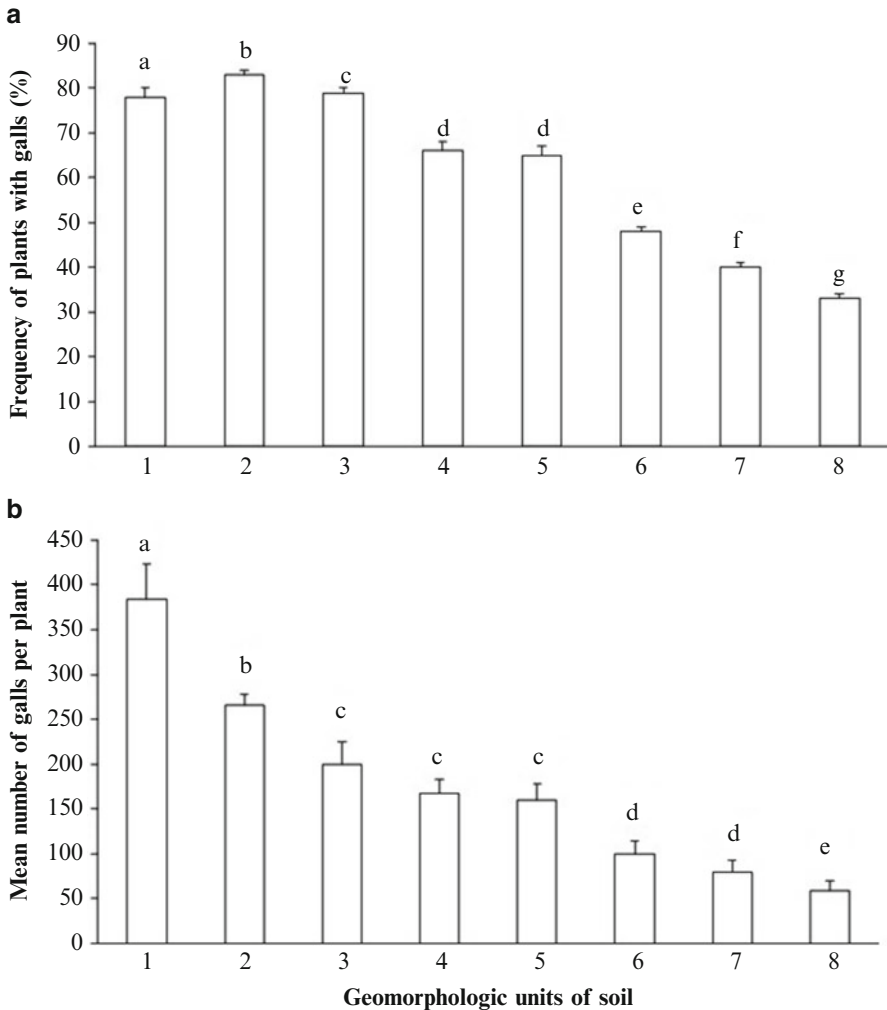 a
Frequency of plants with galls (%)
90
80
70
60
50
40
30
20
10
0
a
b
c
d
d
e
f
g
1 2 3 4 5 6 7 8
b
Mean number of galls per plant
450
400
350
300
250
200
150
100
50
0
a
b
c
c
c
d
d
e
1 2 3 4 5 6 7 8
Geomorphologic units of soil